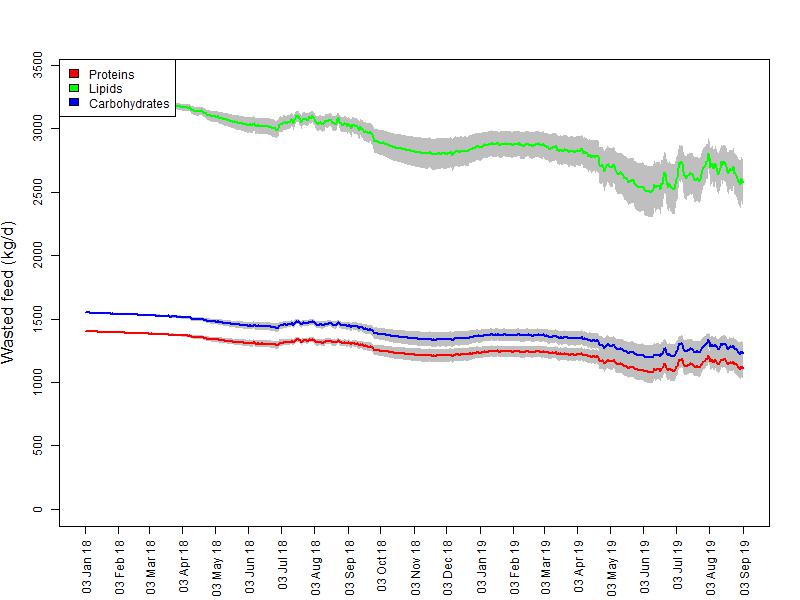 Proteins
Lipids
Carbohydrates
Wasted feed (kg/d)
3500
3000
2500
2000
1500
1000
500
0
03 Jan 18
03 Feb 18
03 Mar 18
03 Apr 18
03 May 18
03 Jun 18
03 Jul 18
03 Aug 18
03 Sep 18
03 Oct 18
03 Nov 18
03 Dec 18
03 Jan 19
03 Feb 19
03 Mar 19
03 Apr 19
03 May 19
03 Jun 19
03 Jul 19
03 Aug 19
03 Sep 19